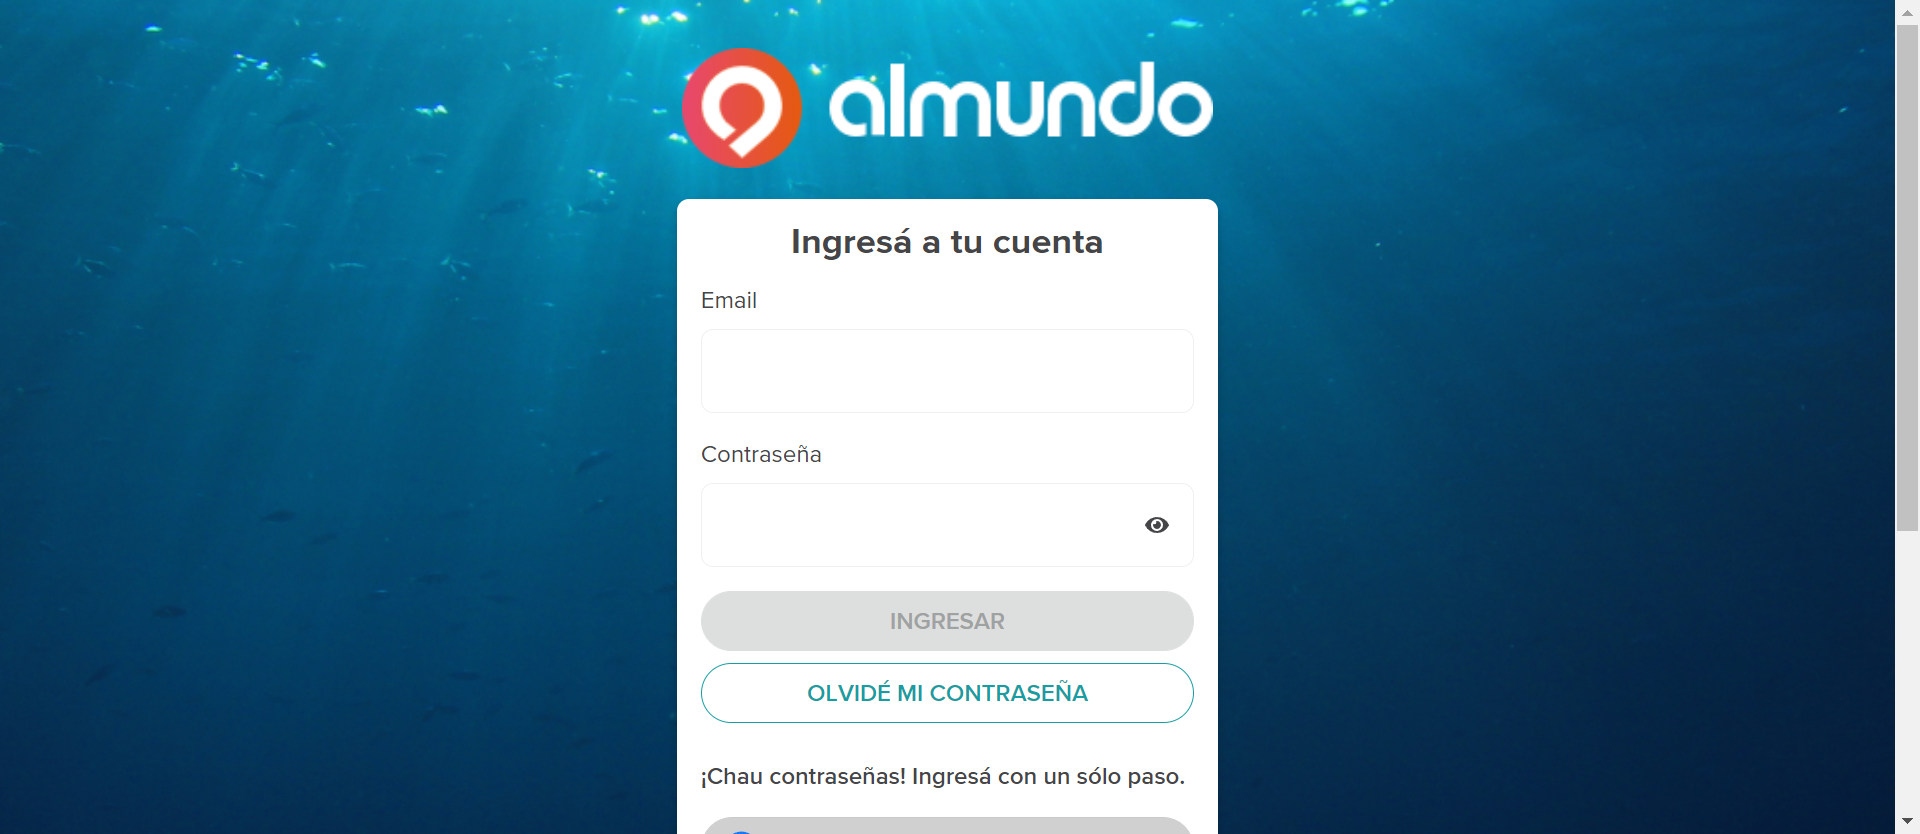 almundo
Ingresá a tu cuenta
Email
Contraseña
INGRESAR
OLVIDÉ MI CONTRASEÑA
¡Chau contraseñas! Ingresá con un sólo paso.